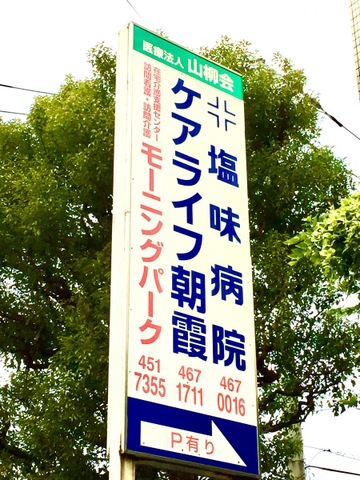 医療法人 山柳会
塩味病院
ケアライフ朝霞
在宅介護支援センター
訪問看護・訪問介護
モーニングパーク
451
7355
467
1711
467
0016
P有り